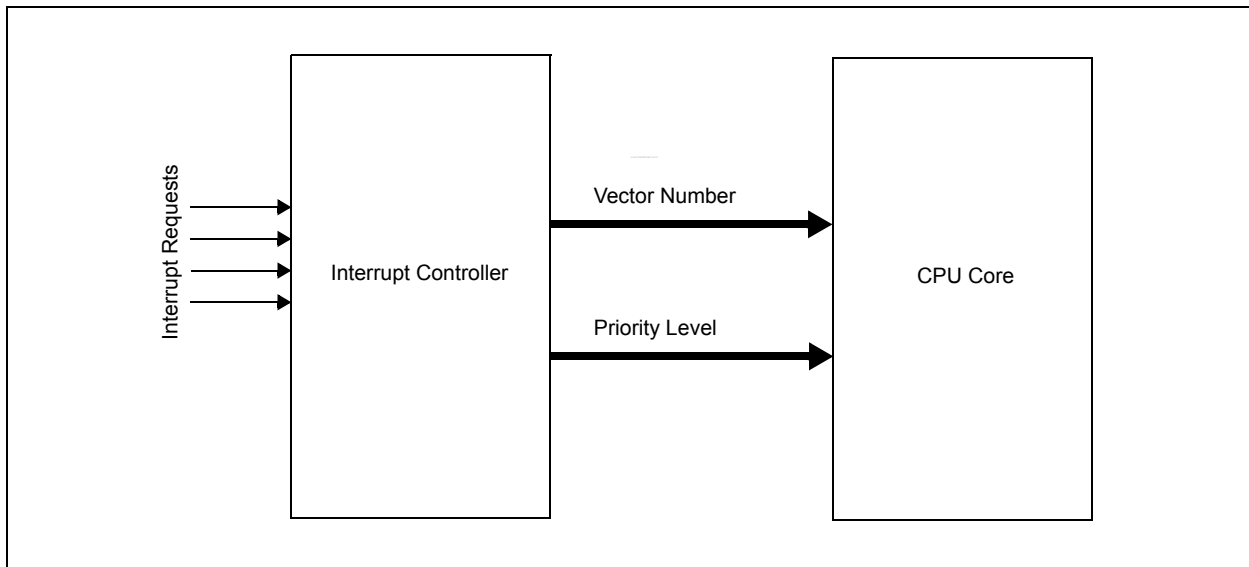 Interrupt Requests
Interrupt Controller
Vector Number
Priority Level
CPU Core